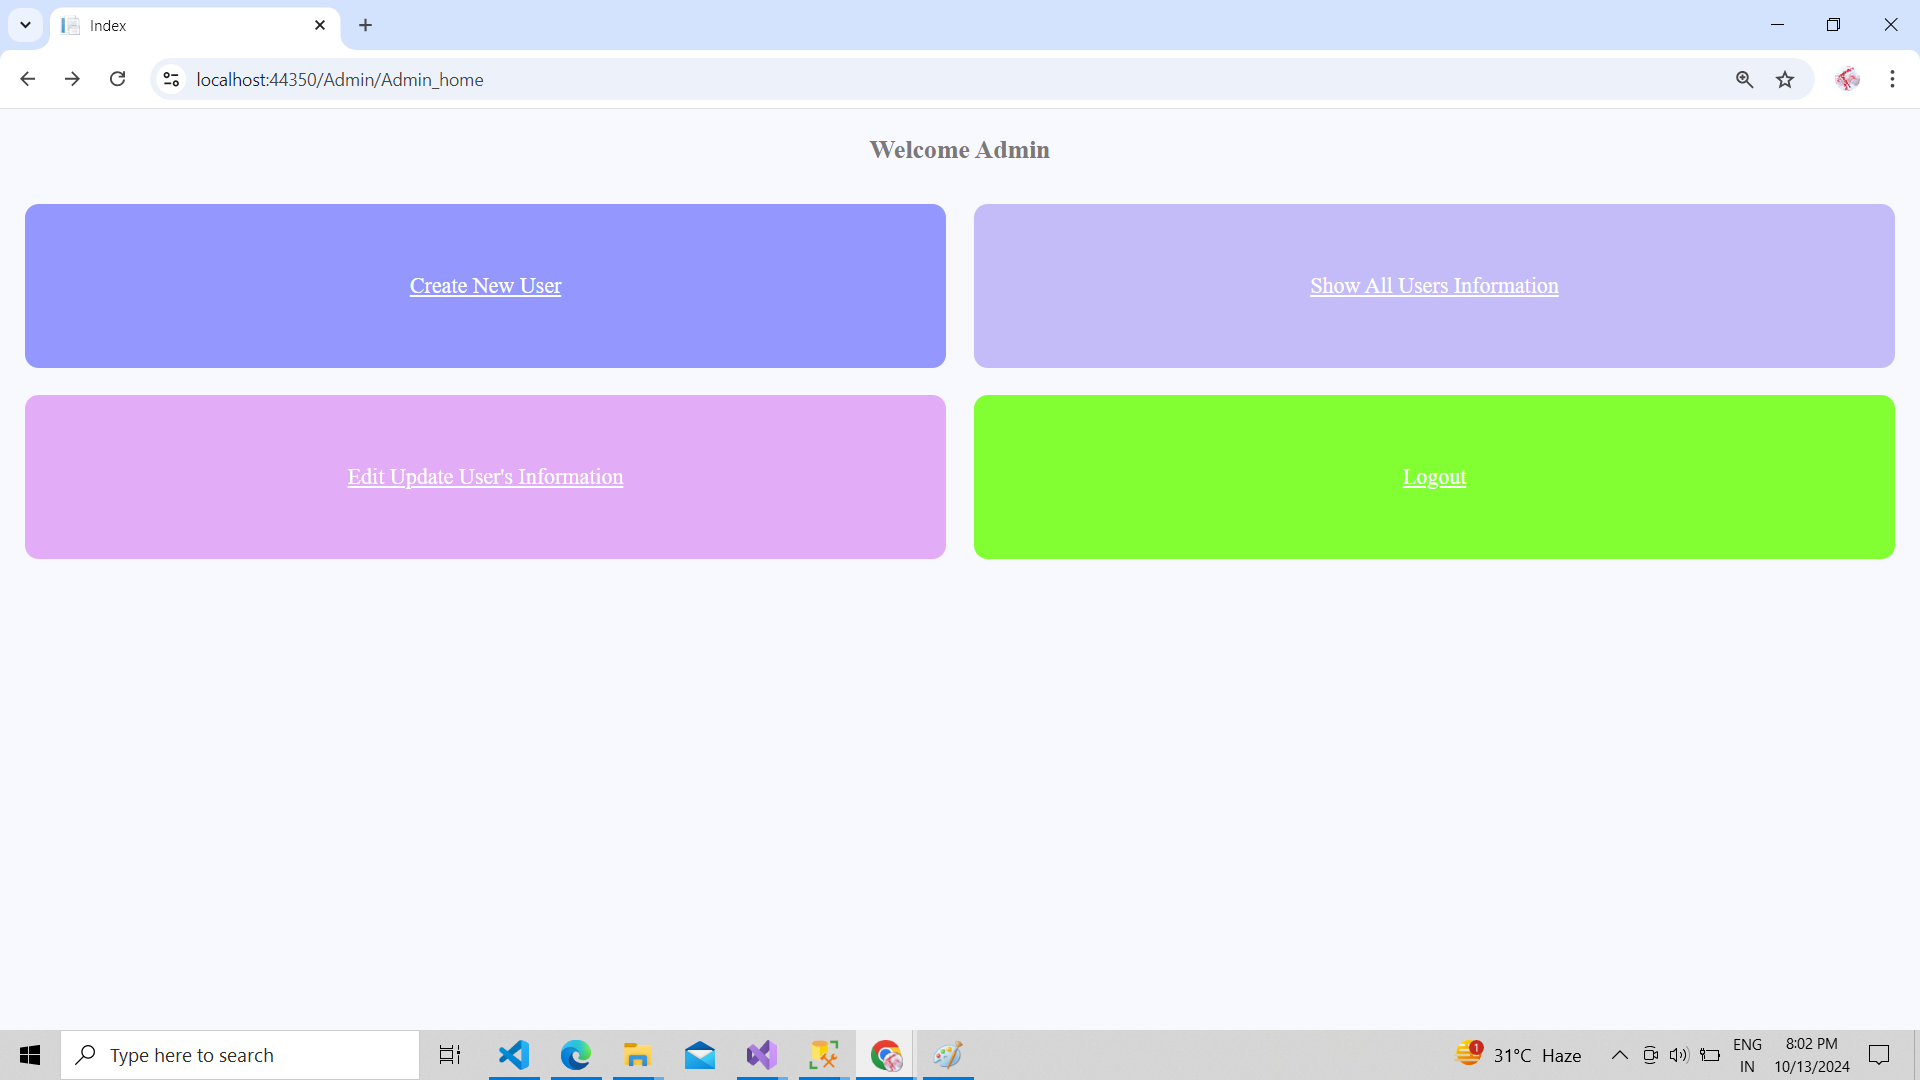 Index
localhost:44350/Admin/Admin_home
Welcome Admin
Create New User
Show All Users Information
Edit Update User's Information
Logout
Type here to search
1
31°C Haze
ENG
IN
8:02 PM
10/13/2024